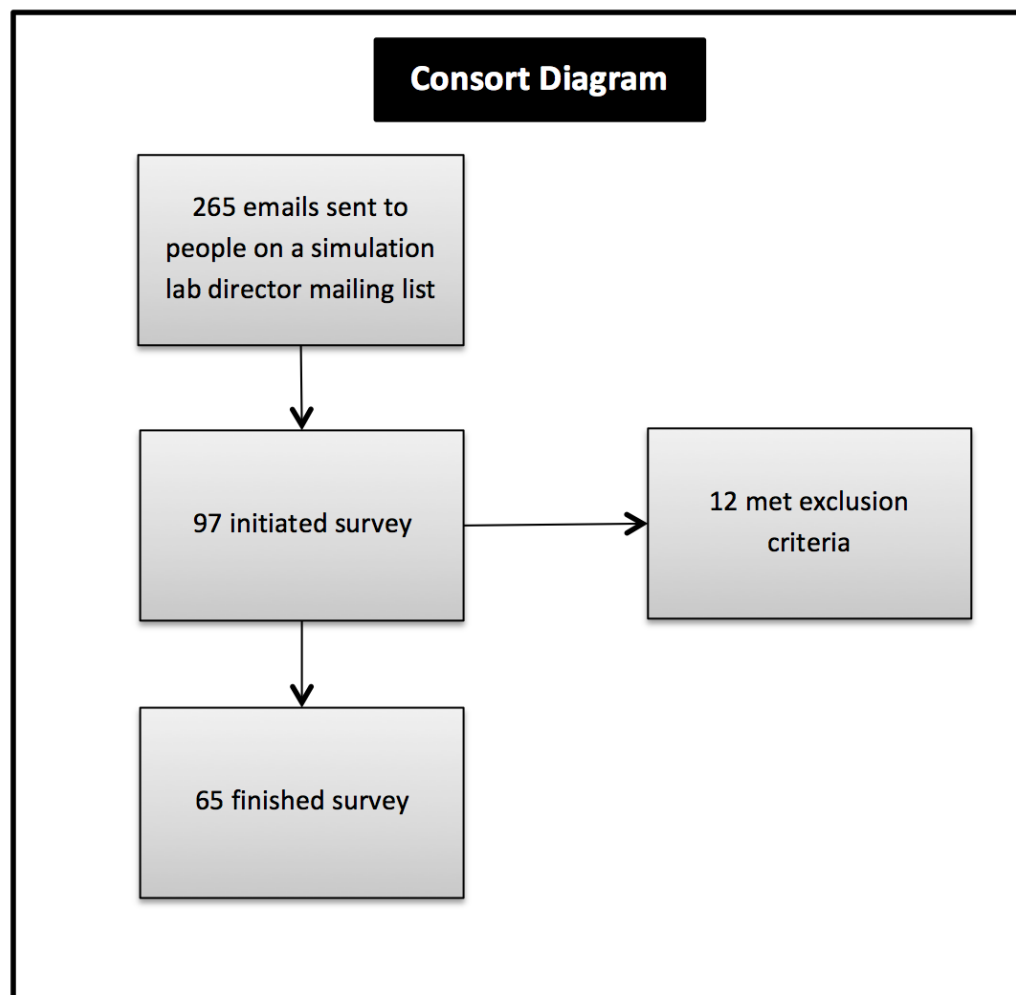 Consort Diagram
265 emails sent to
people on a simulation
lab director mailing list
97 initiated survey
12 met exclusion
criteria
65 finished survey